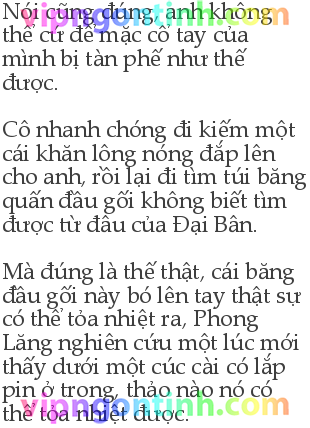 Nói cũng đúng, anh không
thể cứ để mặc cổ tay của
mình bị tàn phế như thế
được.
Cô nhanh chóng đi kiếm một
cái khăn lông nóng đắp lên
cho anh, rồi lại đi tìm túi băng
quấn đầu gối không biết tìm
được từ đâu của Đại Bân.
Mà đúng là thế thật, cái băng
đầu gối này bó lên tay thật sự
có thể tỏa nhiệt ra, Phong
Lăng nghiên cứu một lúc mới
thấy dưới một cúc cài có lắp
pin ở trong, thảo nào nó có
thể tỏa nhiệt được.
vipngontinh.com
vipngontinh.com